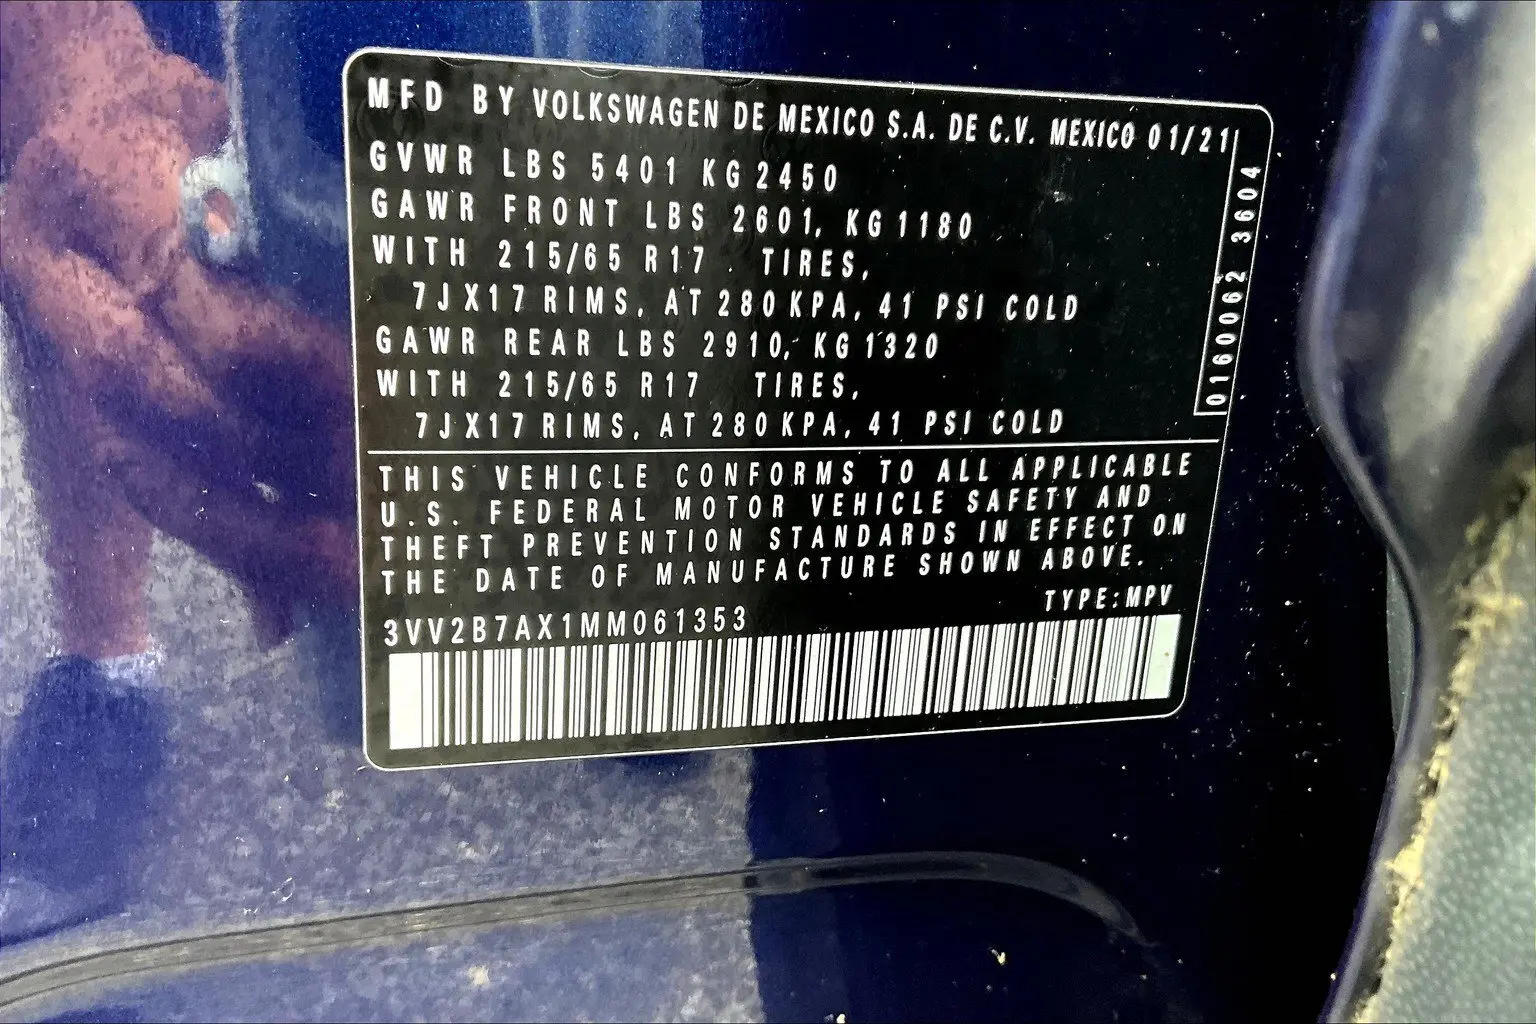 MFD BY VOLKSWAGEN DE MEXICO S.A. DE C.V. MEXICO 01/21
GVWR LBS 5401 KG 2450
GAWR FRONT LBS 2601, KG 1180
WITH 215/65 R17 TIRES,
7J X17 RIMS, AT 280 KPA, 41 PSI COLD
GAWR REAR LBS 2910, KG 1320
WITH 215/65 R17 TIRES,
7J X17 RIMS, AT 280 KPA, 41 PSI COLD
0160062 3604
THIS VEHICLE CONFORMS TO ALL APPLICABLE
U.S. FEDERAL MOTOR VEHICLE SAFETY AND
THEFT PREVENTION STANDARDS IN EFFECT ON
THE DATE OF MANUFACTURE SHOWN ABOVE.
TYPE:MPV
3VV2B7AX1MM061353